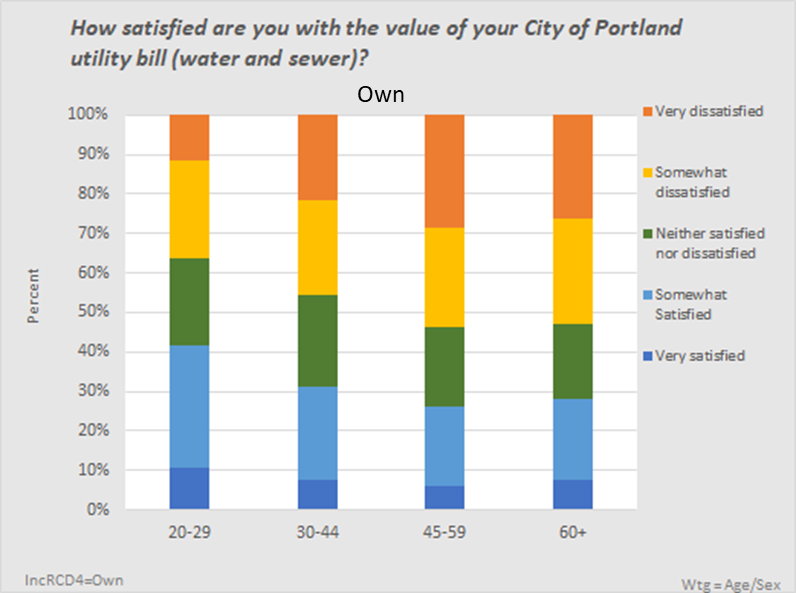 How satisfied are you with the value of your City of Portland
utility bill (water and sewer)?
Own
100%
90%
80%
70%
60%
50%
40%
30%
20%
10%
0%
Percent
20-29
30-44
45-59
60+
Very dissatisfied
Somewhat
dissatisfied
Neither satisfied
nor dissatisfied
Somewhat
Satisfied
Very satisfied
IncRCD4=Own
Wtg = Age/Sex